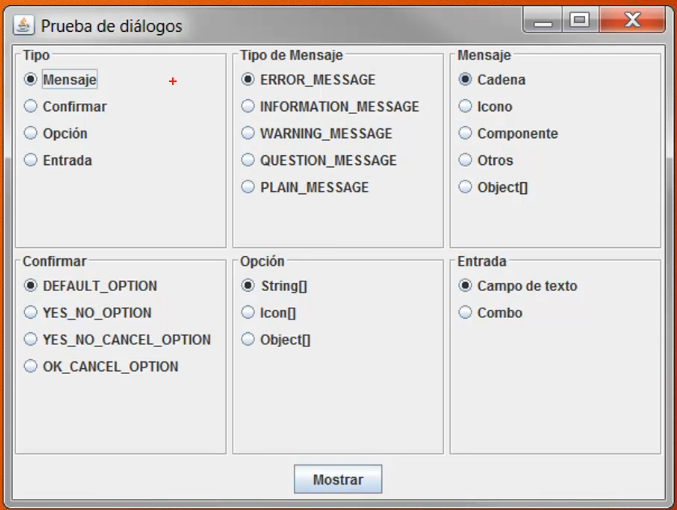 Prueba de diálogos
Tipo
Mensaje
Confirmar
Opción
Entrada
Tipo de Mensaje
ERROR_MESSAGE
INFORMATION_MESSAGE
WARNING_MESSAGE
QUESTION_MESSAGE
PLAIN_MESSAGE
Mensaje
Cadena
Icono
Componente
Otros
Object[]
Confirmar
DEFAULT_OPTION
YES_NO_OPTION
YES_NO_CANCEL_OPTION
OK_CANCEL_OPTION
Opción
String[]
Icon[]
Object[]
Entrada
Campo de texto
Combo
Mostrar